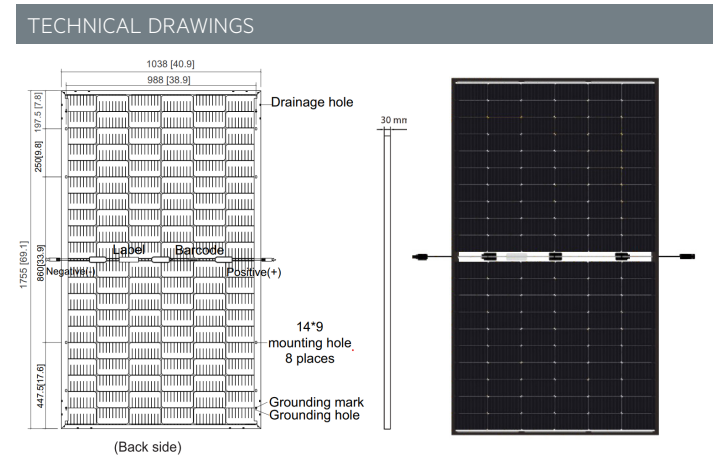 TECHNICAL DRAWINGS
1038 [40.9]
988 [38.9]
Drainage hole
197.5 [7.8]
250[9.8]
30 mm
Label
Barcode
Negative(-)
Positive(+)
860[33.9]
1755 [69.1]
14*9
mounting hole
8 places
447.5[17.6]
Grounding mark
Grounding hole
(Back side)